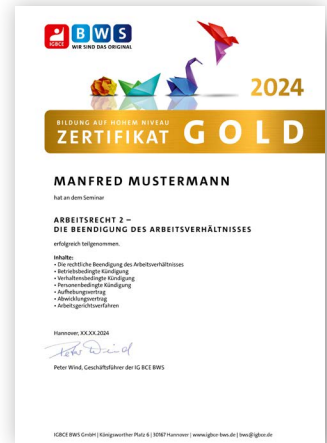 IGBCE BWS
WIR SIND DAS ORIGINAL
2024
BILDUNG AUF HOHEM NIVEAU
ZERTIFIKAT GOLD
MANFRED MUSTERMANN
hat an dem Seminar
ARBEITSRECHT 2 –
DIE BEENDIGUNG DES ARBEITSVERHÄLTNISSES
erfolgreich teilgenommen.
Inhalte:
• Die rechtliche Beendigung des Arbeitsverhältnisses
• Betriebsbedingte Kündigung
• Verhaltensbedingte Kündigung
• Personenbedingte Kündigung
• Aufhebungsvertrag
• Abwicklungsvertrag
• Arbeitsgerichtsverfahren
Hannover, XX.XX.2024
Peter Wind
Peter Wind, Geschäftsführer der IG BCE BWS
IGBCE BWS GmbH | Königsworther Platz 6 | 30167 Hannover | www.igbce-bws.de | bws@igbce.de